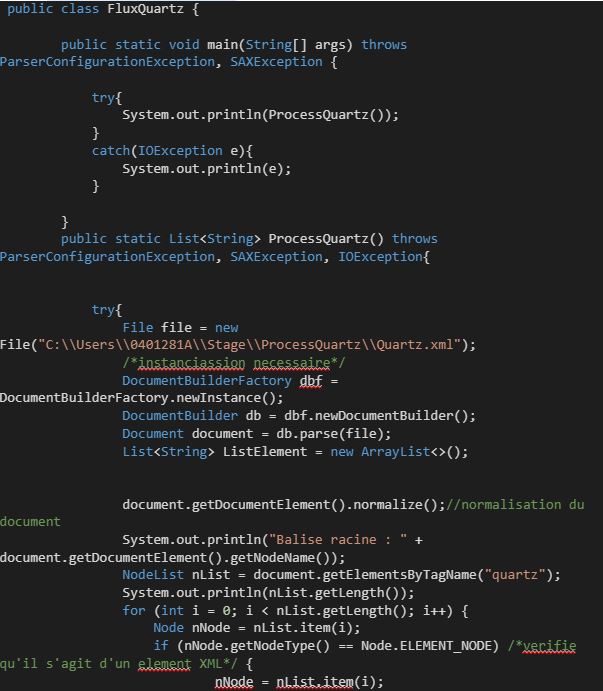 public class FluxQuartz {
public static void main(String[] args) throws
ParserConfigurationException, SAXException {
try{
System.out.println(ProcessQuartz());
}
catch(IOException e){
System.out.println(e);
}
}
public static List<String> ProcessQuartz() throws
ParserConfigurationException, SAXException, IOException{
try{
File file = new
File("C:\\Users\\0401281A\\Stage\\ProcessQuartz\\Quartz.xml");
/*instanciassion necessaire*/
DocumentBuilderFactory dbf =
DocumentBuilderFactory.newInstance();
DocumentBuilder db = dbf.newDocumentBuilder();
Document document = db.parse(file);
List<String> ListElement = new ArrayList<>();
document.getDocumentElement().normalize();//normalisation du
document
System.out.println("Balise racine : " +
document.getDocumentElement().getNodeName());
NodeList nList = document.getElementsByTagName("quartz");
System.out.println(nList.getLength());
for (int i = 0; i < nList.getLength(); i++) {
Node nNode = nList.item(i);
if (nNode.getNodeType() == Node.ELEMENT_NODE) /*verifie
qu'il s'agit d'un element XML*/ {
nNode = nList.item(i);